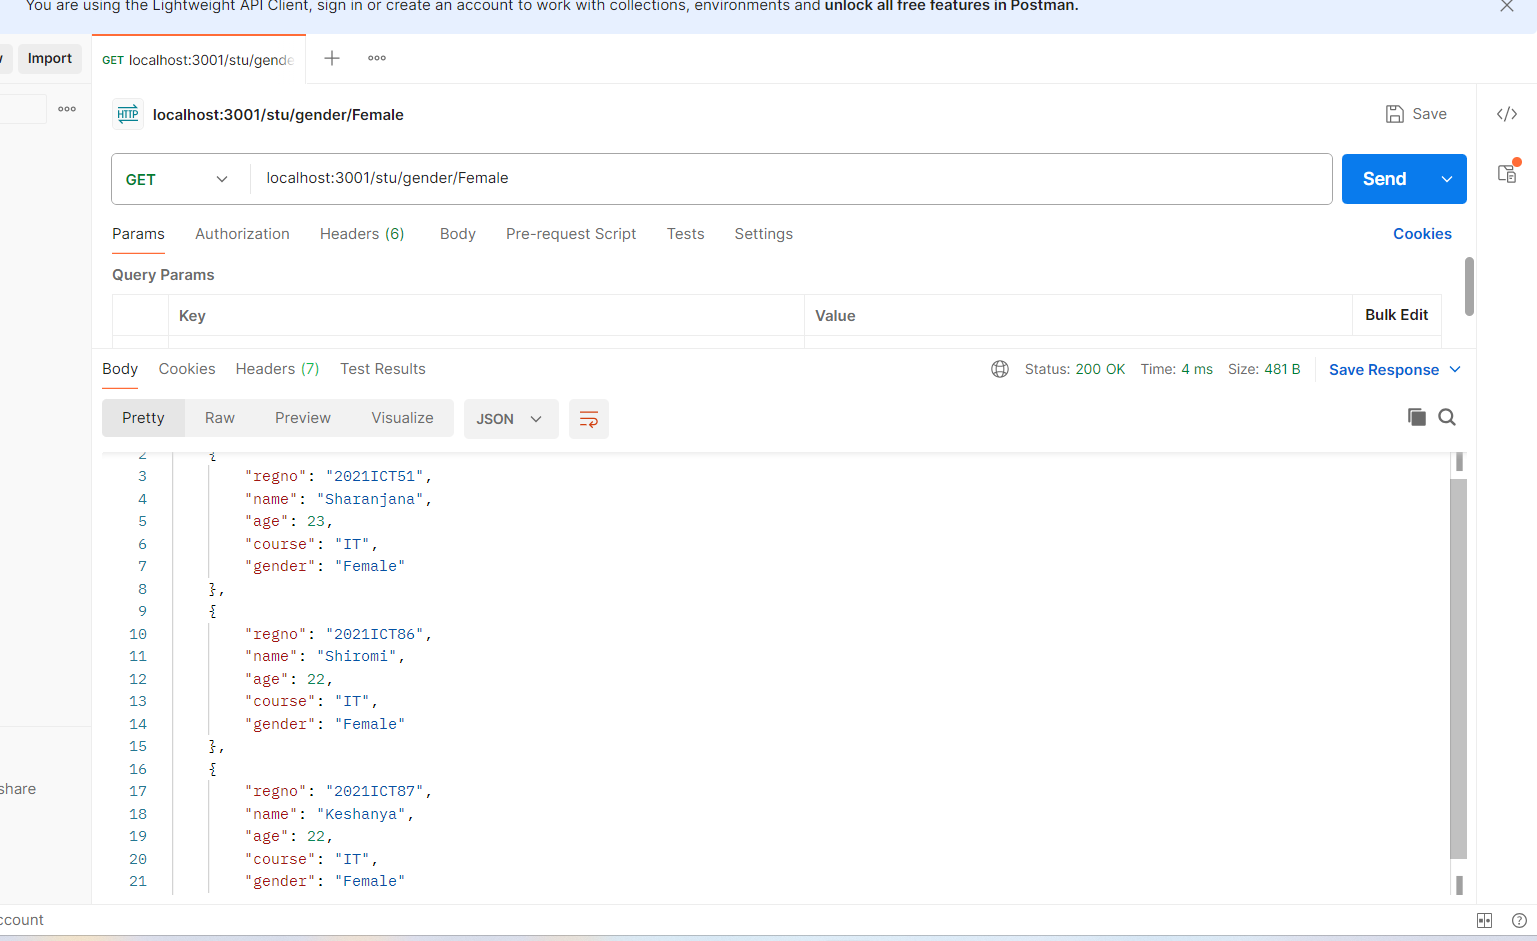 You are using the Lightweight API Client, sign in or create an account to work with collections, environments and unlock all free features in Postman.
Import
GET localhost:3001/stu/gende
HTTP localhost:3001/stu/gender/Female
Save
GET
localhost:3001/stu/gender/Female
Send
Params Authorization Headers (6) Body Pre-request Script Tests Settings Cookies
Query Params
Key Value Bulk Edit
Body Cookies Headers (7) Test Results Status: 200 OK Time: 4 ms Size: 481 B Save Response
Pretty Raw Preview Visualize JSON
2 {
3 "regno": "2021ICT51",
4 "name": "Sharanjana",
5 "age": 23,
6 "course": "IT",
7 "gender": "Female"
8 },
9 {
10 "regno": "2021ICT86",
11 "name": "Shiromi",
12 "age": 22,
13 "course": "IT",
14 "gender": "Female"
15 },
16 {
17 "regno": "2021ICT87",
18 "name": "Keshanya",
19 "age": 22,
20 "course": "IT",
21 "gender": "Female"
share
ccount